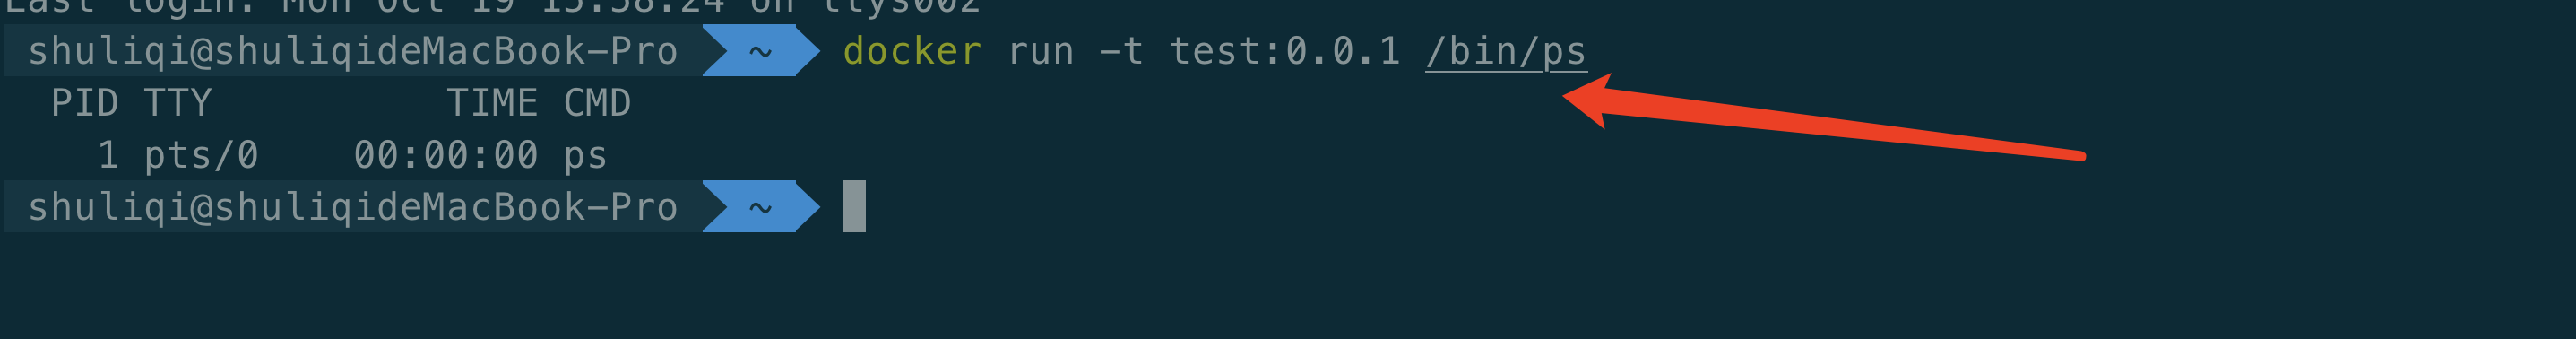 Last login: Mon Oct 19 15:58:24 on ttys002
shuliqi@shuliqideMacBook-Pro ~ docker run -t test:0.0.1 /bin/ps
PID TTY TIME CMD
1 pts/0 00:00:00 ps
shuliqi@shuliqideMacBook-Pro ~